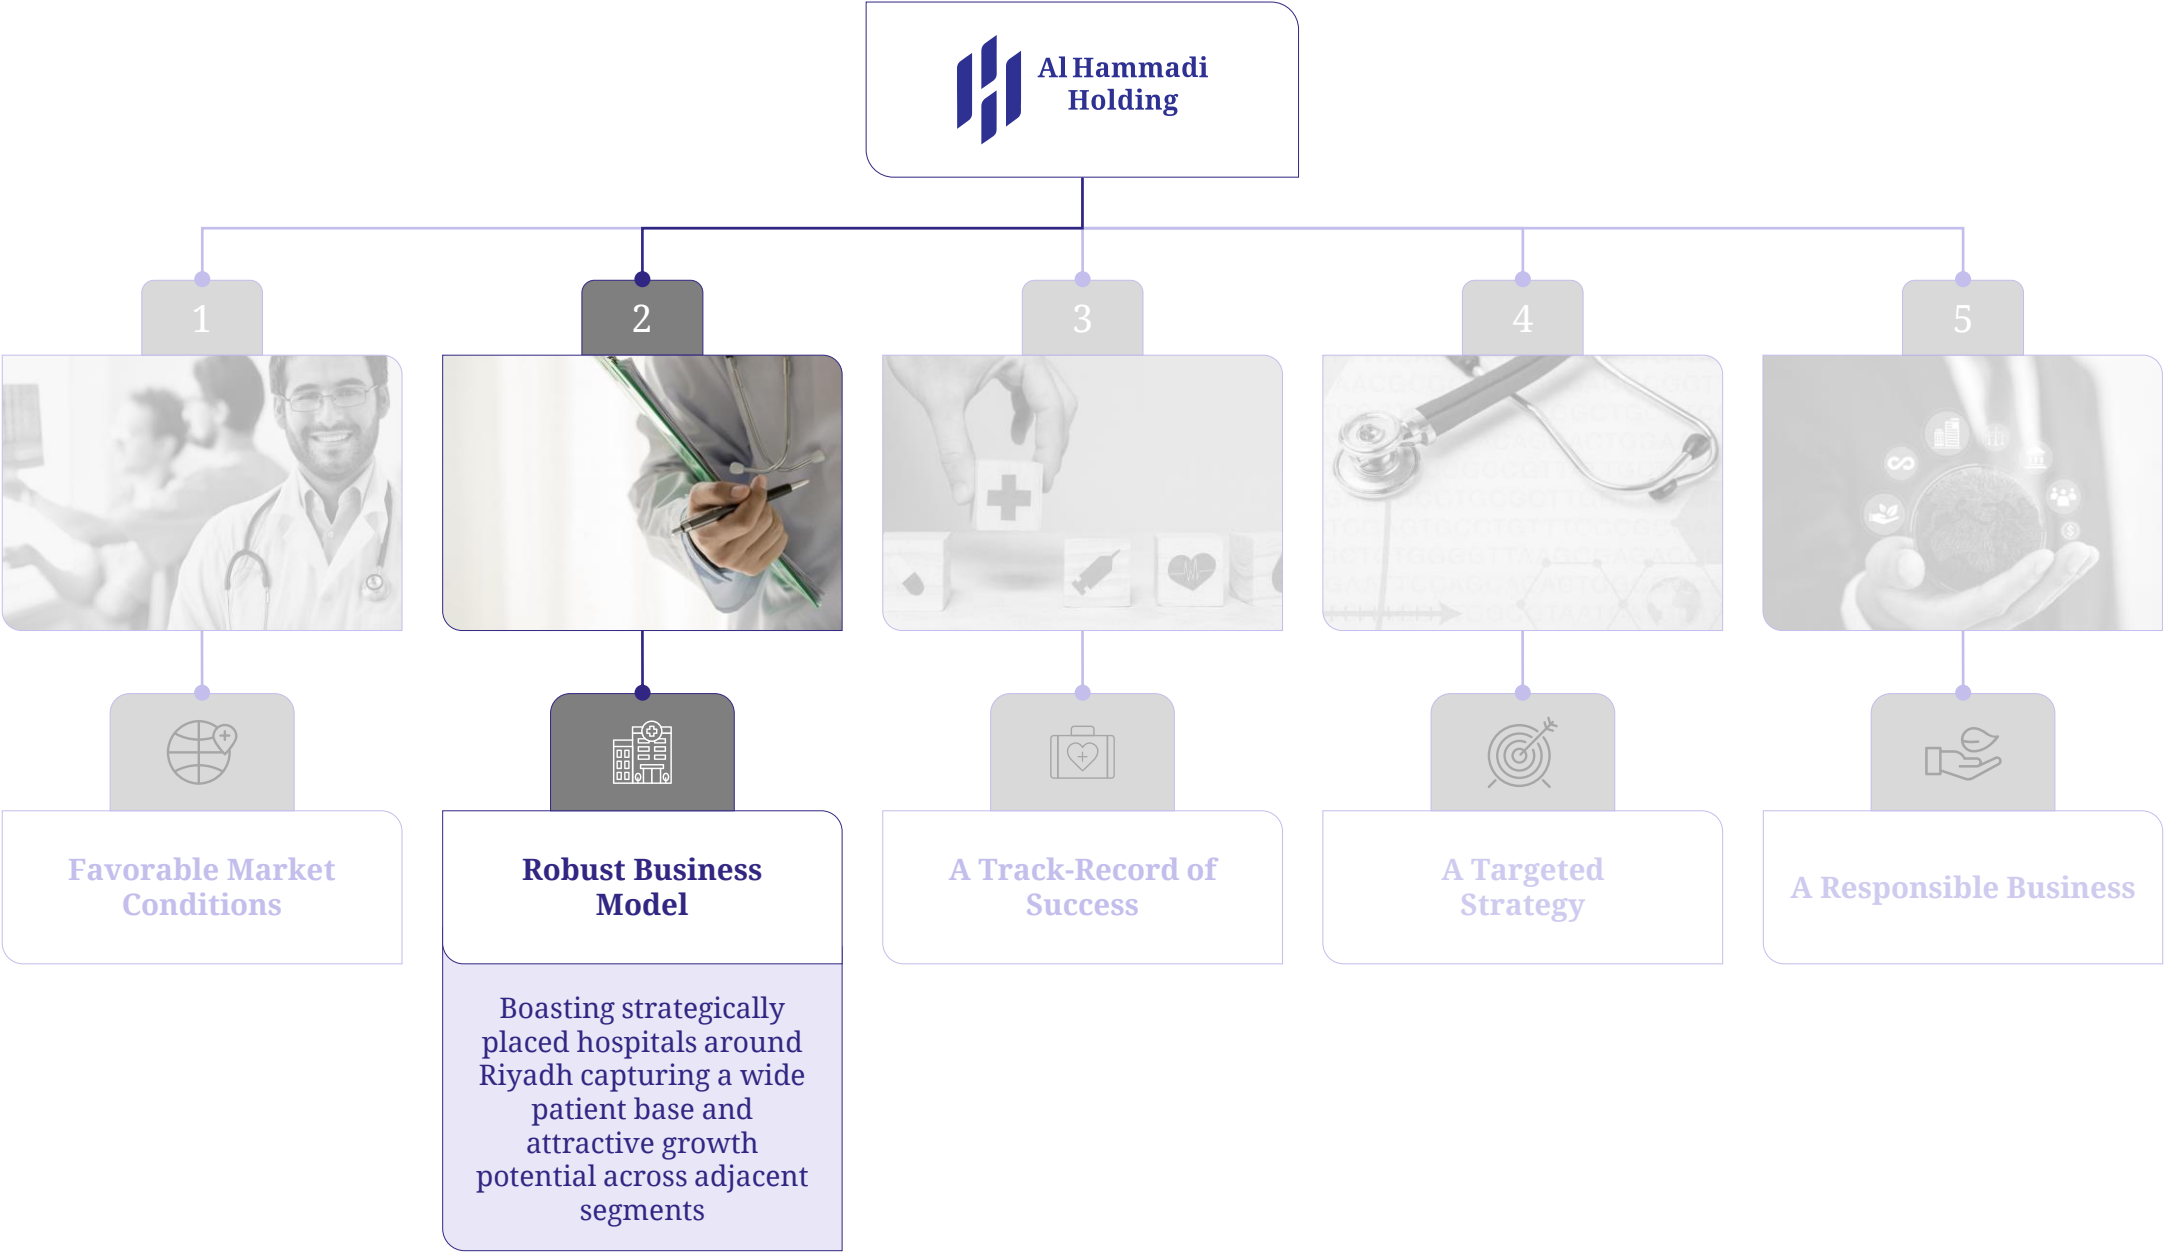 Al Hammadi
Holding
1
2
3
4
5
Favorable Market
Conditions
Robust Business
Model
A Track-Record of
Success
A Targeted
Strategy
A Responsible Business
Boasting strategically
placed hospitals around
Riyadh capturing a wide
patient base and
attractive growth
potential across adjacent
segments